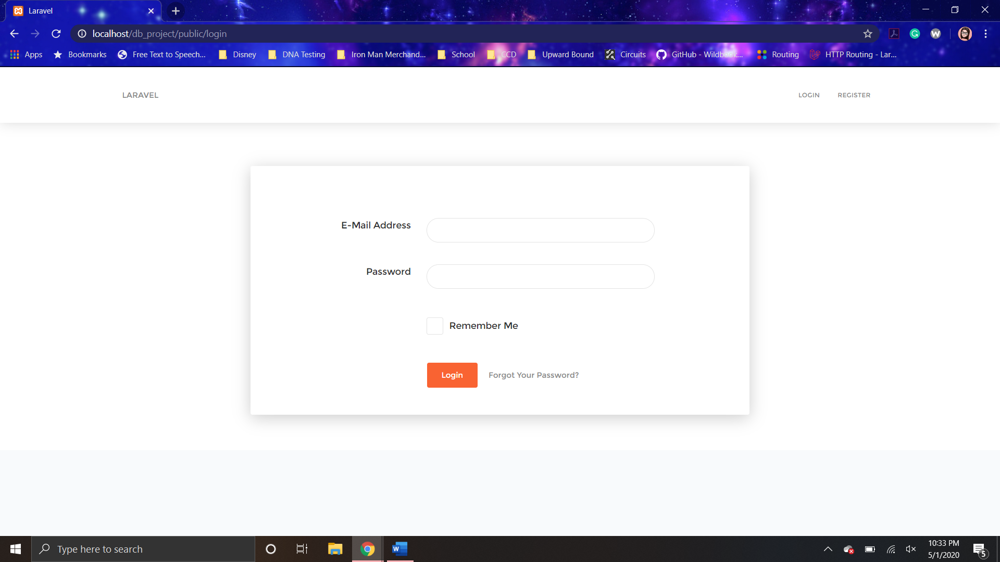 Laravel
localhost/db_project/public/login
Apps Bookmarks Free Text to Speech... Disney DNA Testing Iron Man Merchand... School CCD Upward Bound Circuits GitHub - Wildbook... Routing HTTP Routing - Lar...
LARAVEL LOGIN REGISTER
E-Mail Address
Password
Remember Me
Login Forgot Your Password?
Type here to search
10:33 PM
5/1/2020
5